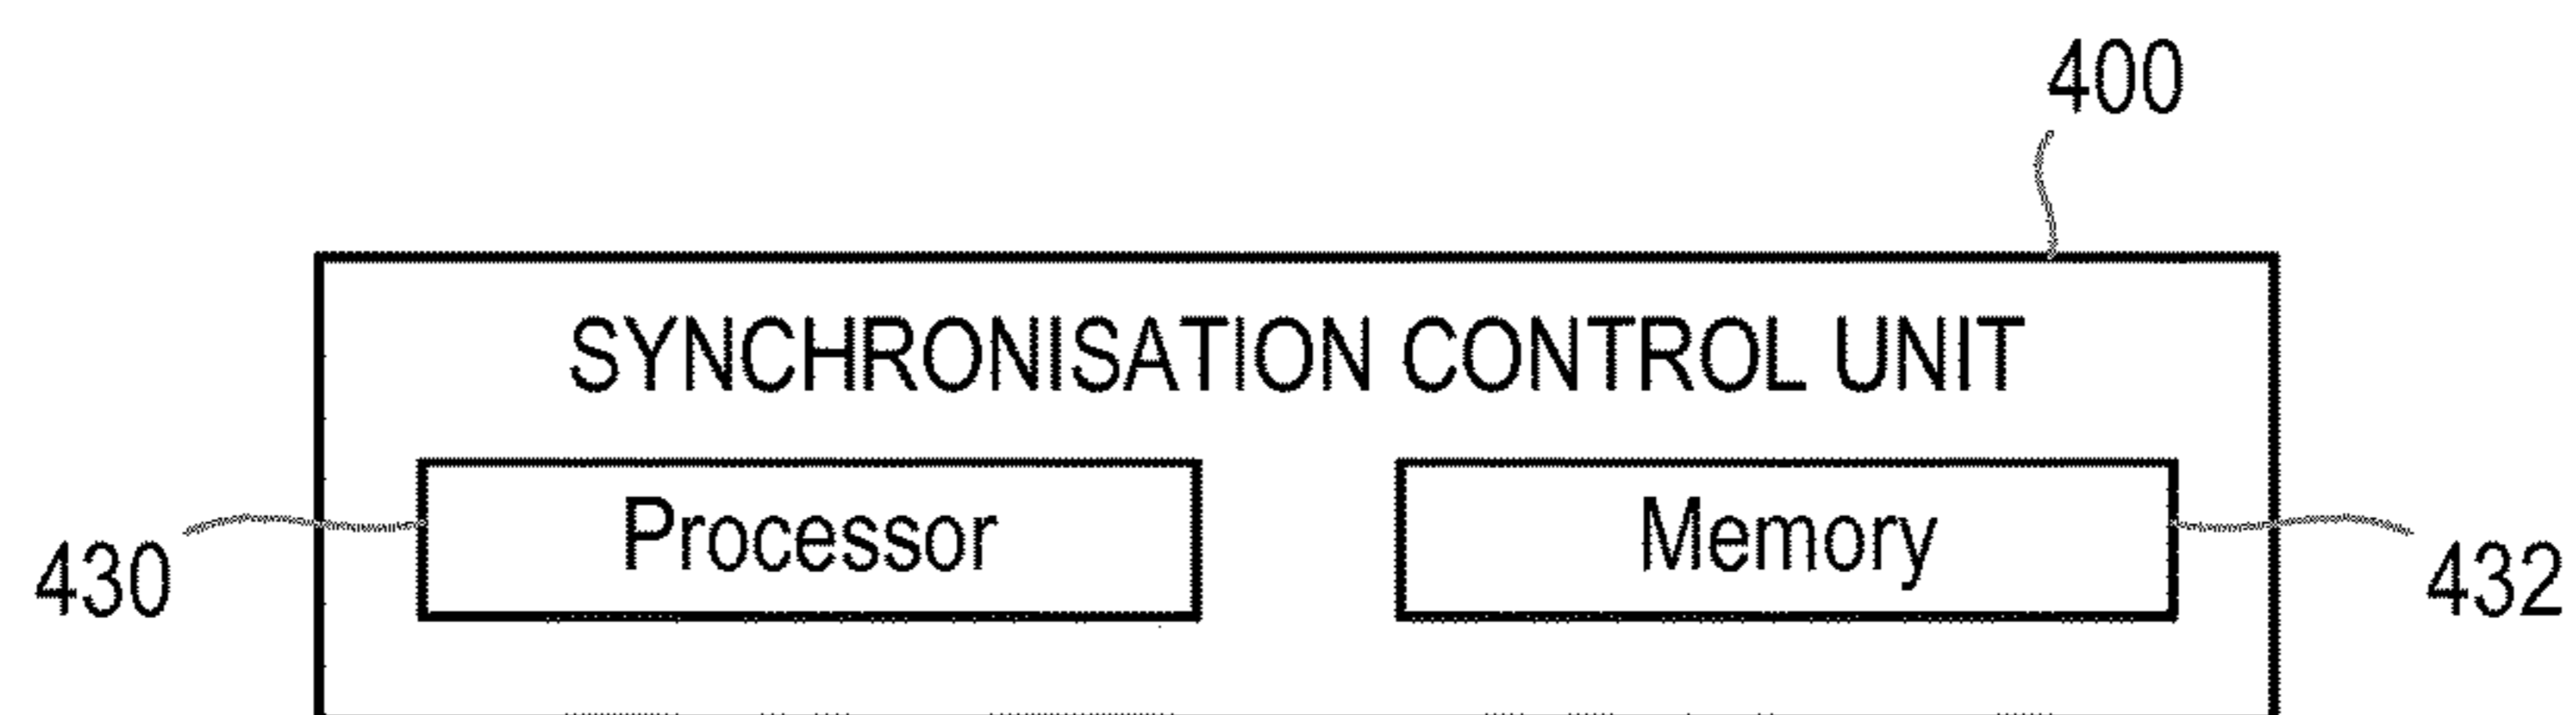 400
SYNCHRONISATION CONTROL UNIT
Processor
Memory
430
432